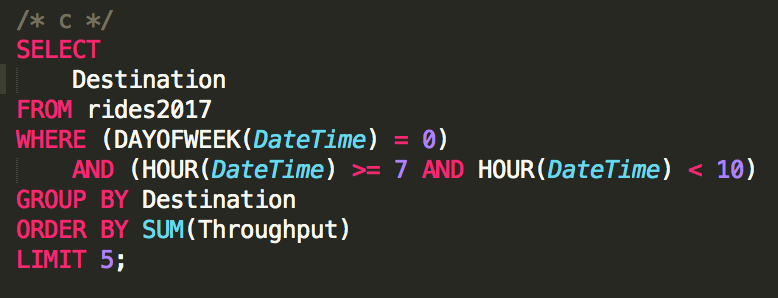 /* c */
SELECT
    Destination
FROM rides2017
WHERE (DAYOFWEEK(DateTime) = 0)
    AND (HOUR(DateTime) >= 7 AND HOUR(DateTime) < 10)
GROUP BY Destination
ORDER BY SUM(Throughput)
LIMIT 5;